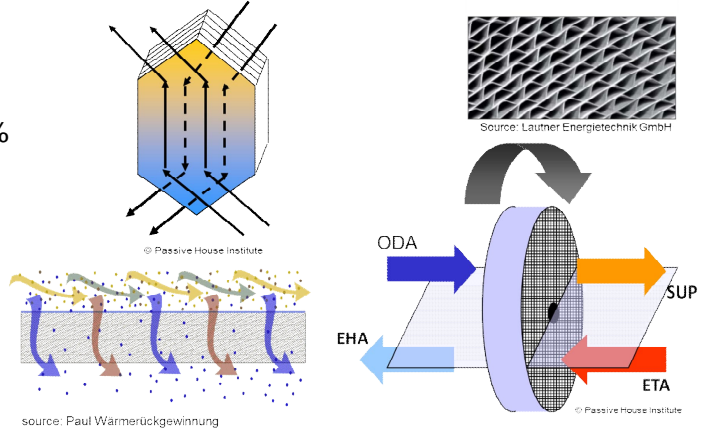 %
© Passive House Institute
Source: Lautner Energietechnik GmbH
ODA
SUP
EHA
ETA
© Passive House Institute
source: Paul Wärmerückgewinnung